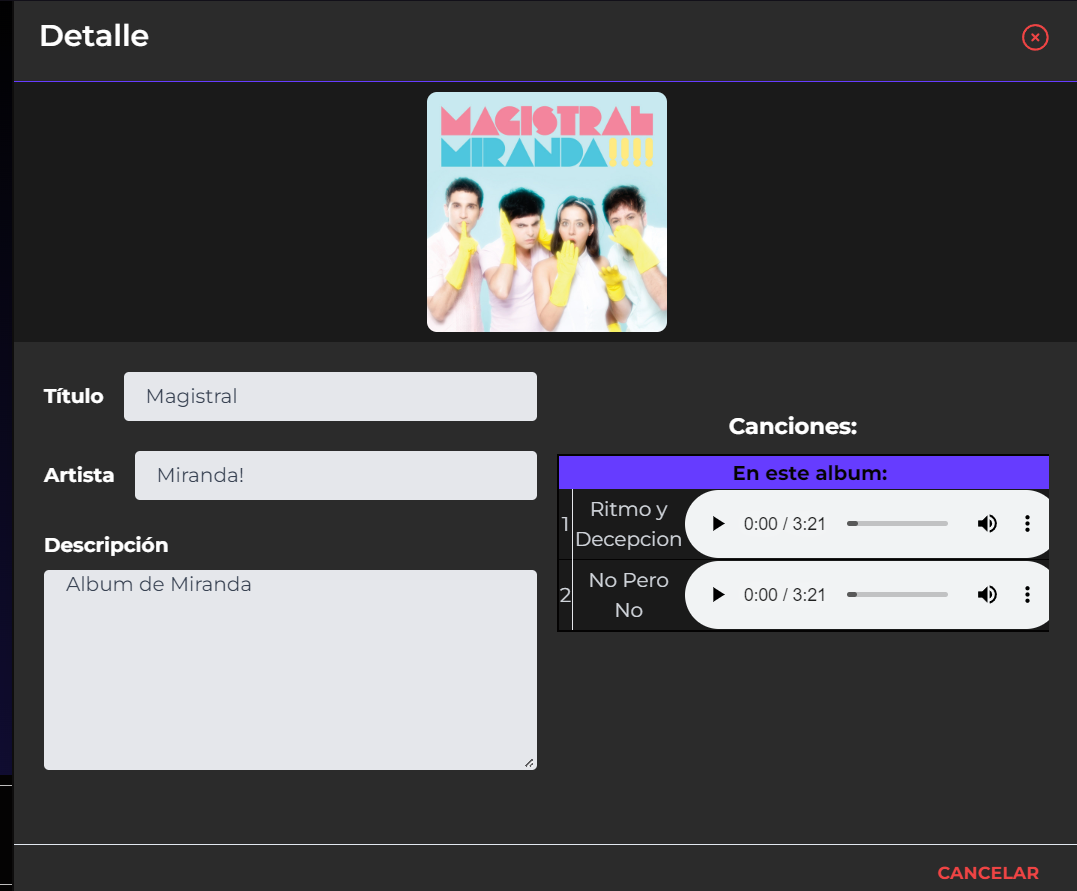 Detalle
MAGISTRAL
MIRANDA!!!!
Título
Magistral
Artista
Miranda!
Descripción
Album de Miranda
Canciones:
En este album:
1
Ritmo y
Decepcion
0:00 / 3:21
2
No Pero
No
0:00 / 3:21
CANCELAR